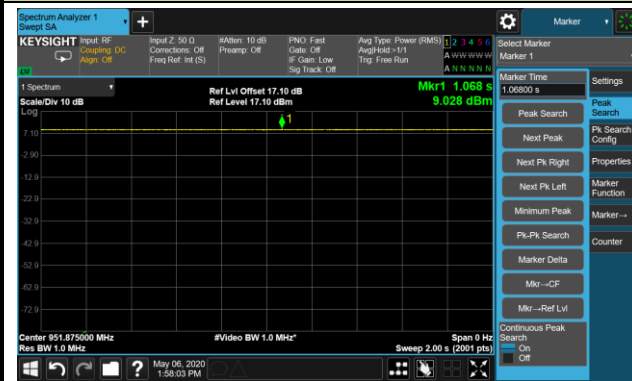 Spectrum Analyzer 1
Swept SA
Marker
KEYSIGHT
Input: RF
Coupling: DC
Align: Off
Input Z: 50 Ω
Corrections: Off
Freq Ref: Int (S)
#Atten: 10 dB
Preamp: Off
PNO: Fast
Gate: Off
IF Gain: Low
Sig Track: Off
Avg Type: Power (RMS)
Avg|Hold:>1/1
Trig: Free Run
1 2 3 4 5 6
A W W W W W
A N N N N N
Select Marker
Marker 1
LW
1 Spectrum
Scale/Div 10 dB
Log
Ref Lvl Offset 17.10 dB
Ref Level 17.10 dBm
Mkr1 1.068 s
9.028 dBm
1
7.10
-2.90
-12.9
-22.9
-32.9
-42.9
-52.9
-62.9
-72.9
Center 951.875000 MHz
Res BW 1.0 MHz
#Video BW 1.0 MHz*
Span 0 Hz
Sweep 2.00 s (2001 pts)
Marker Time
1.06800 s
Peak Search
Next Peak
Next Pk Right
Next Pk Left
Minimum Peak
Pk-Pk Search
Marker Delta
Mkr→CF
Mkr→Ref Lvl
Continuous Peak
Search
On
Off
Settings
Peak
Search
Pk Search
Config
Properties
Marker
Function
Marker→
Counter
?
May 06, 2020
1:58:03 PM